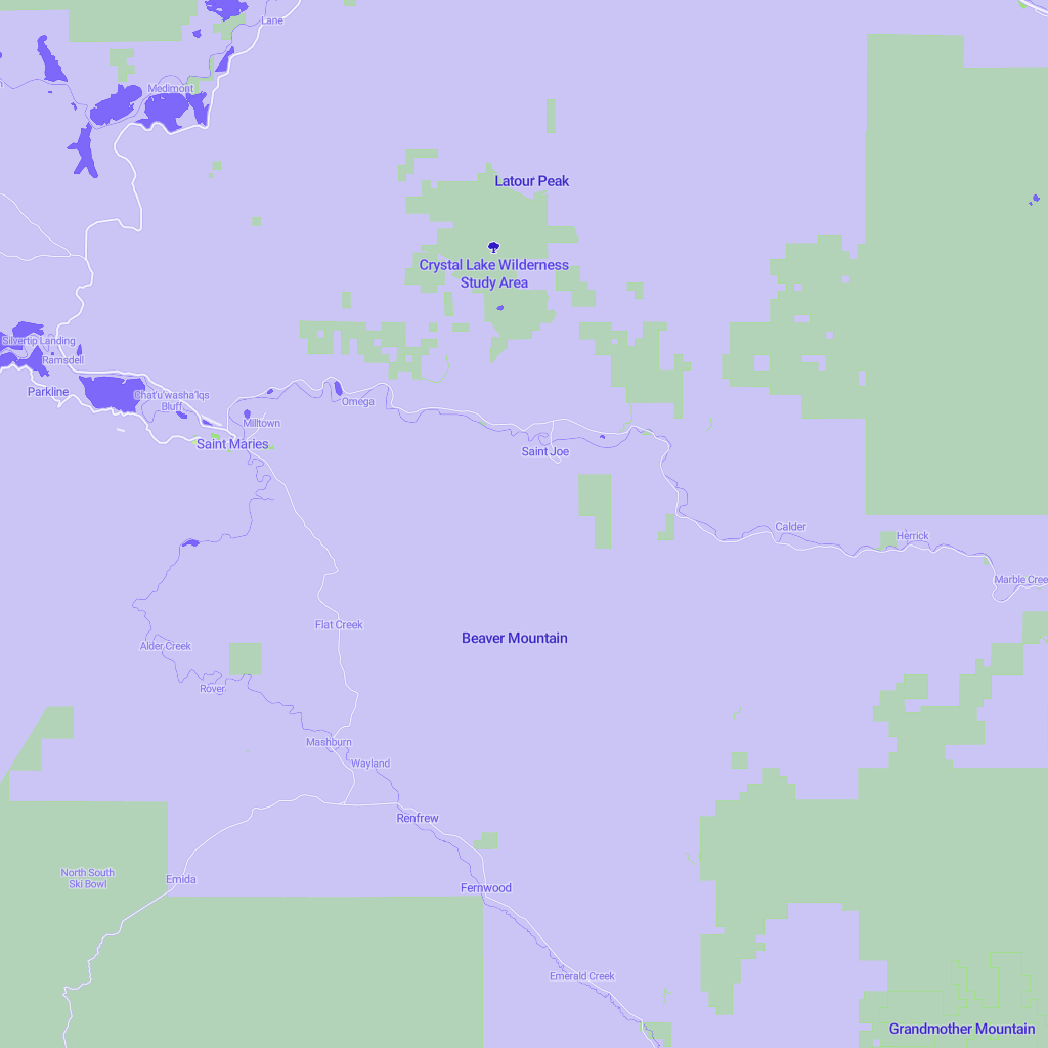 Lane
Medimont
Latour Peak
Crystal Lake Wilderness
Study Area
Silvertip Landing
Ramsdell
Parkline
Chat'u'washa'lqs
Bluff
Omega
Milltown
Saint Maries
Saint Joe
Calder
Herrick
Marble Cree
Flat Creek
Beaver Mountain
Alder Creek
Rover
Mashburn
Wayland
Renfrew
North South
Ski Bowl
Emida
Fernwood
Emerald Creek
Grandmother Mountain